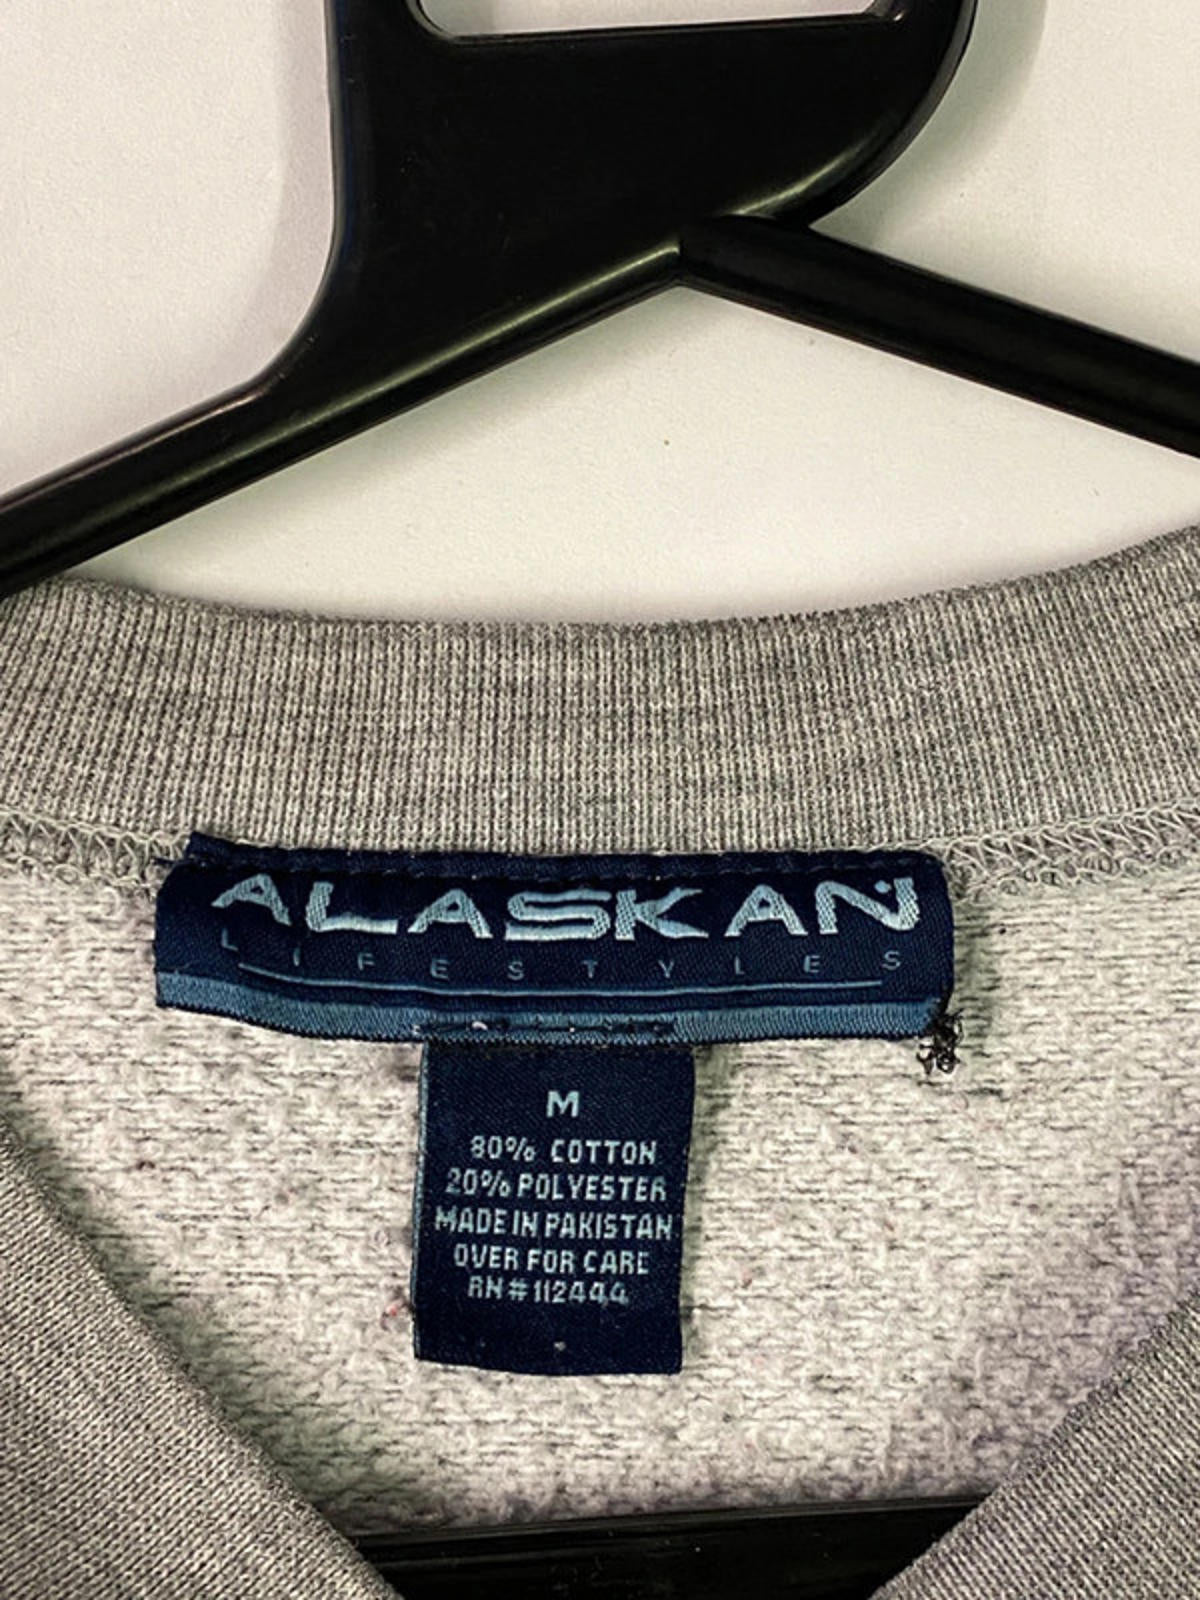 ALASKAN
LIFESTYLES
M
80% COTTON
20% POLYESTER
MADE IN PAKISTAN
OVER FOR CARE
RN#112444